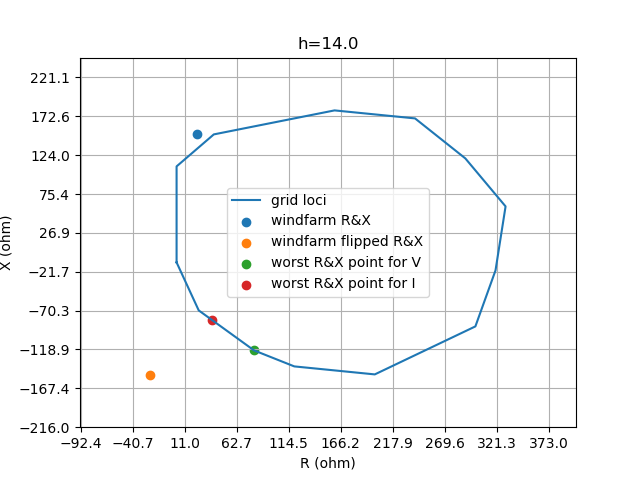 h=14.0
221.1
172.6
124.0
75.4
26.9
−21.7
−70.3
−118.9
−167.4
−216.0
X (ohm)
grid loci
windfarm R&X
windfarm flipped R&X
worst R&X point for V
worst R&X point for I
−92.4 −40.7 11.0 62.7 114.5 166.2 217.9 269.6 321.3 373.0
R (ohm)